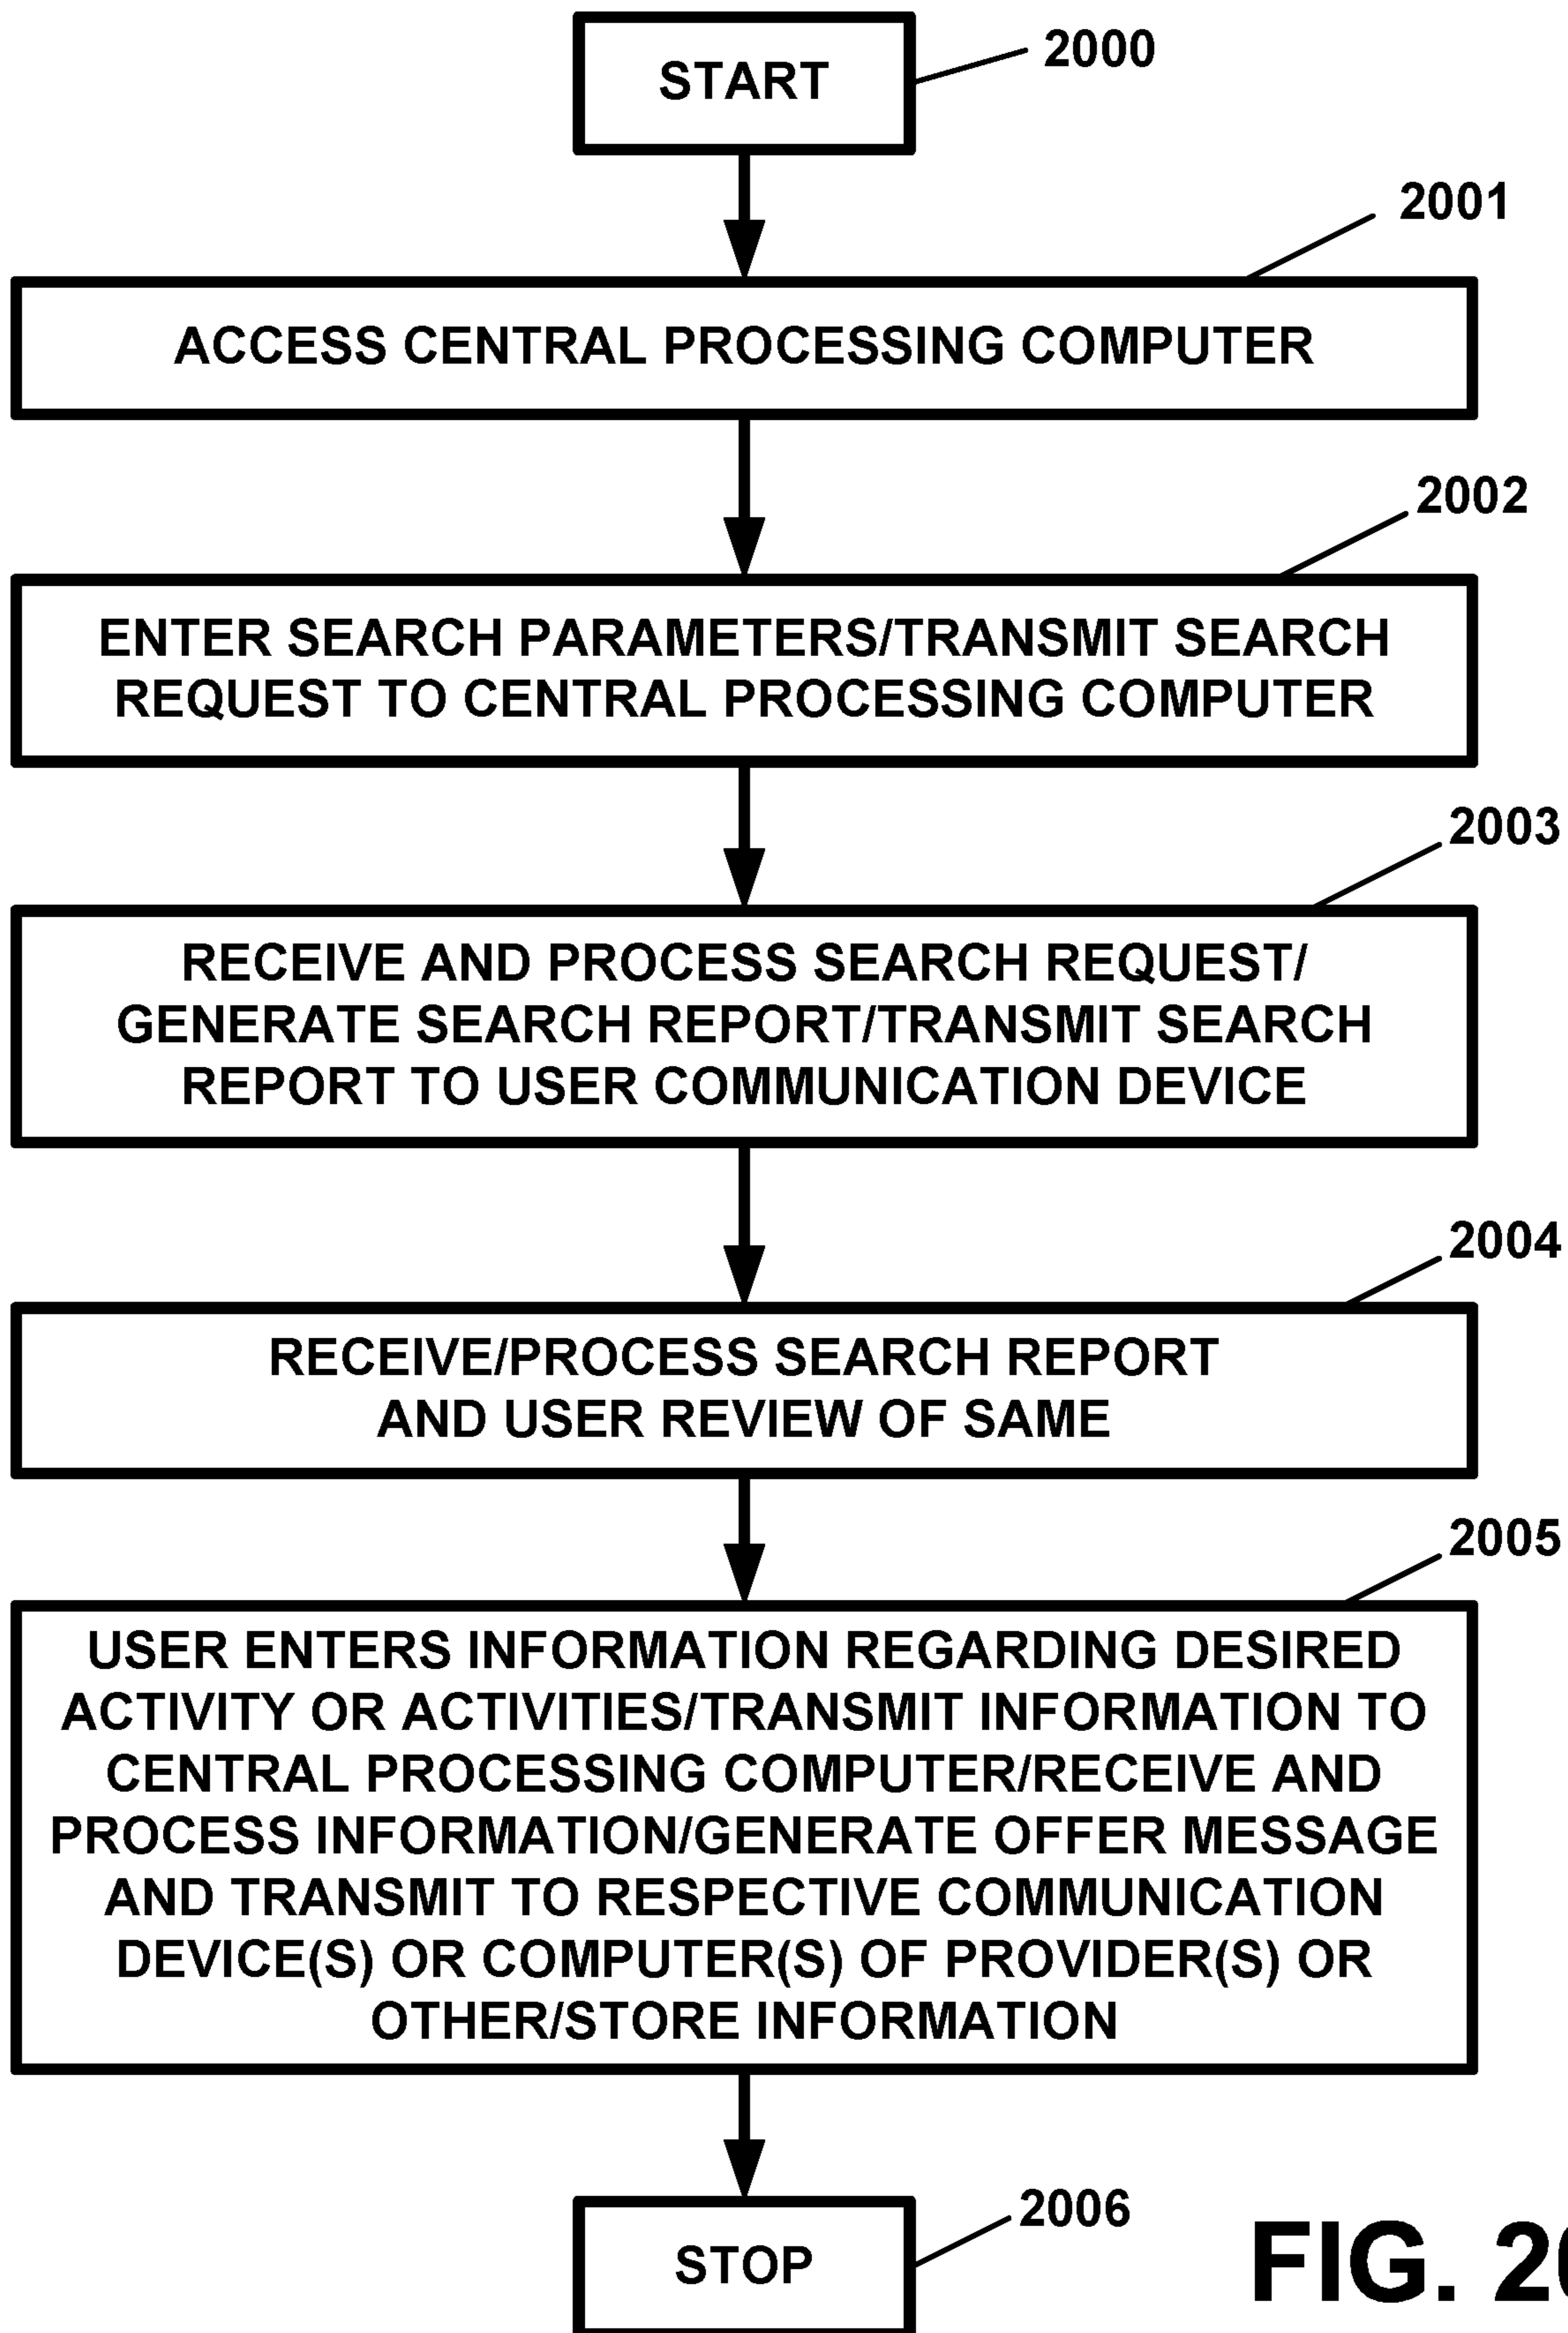 START
2000
2001
ACCESS CENTRAL PROCESSING COMPUTER
2002
ENTER SEARCH PARAMETERS/TRANSMIT SEARCH
REQUEST TO CENTRAL PROCESSING COMPUTER
2003
RECEIVE AND PROCESS SEARCH REQUEST/
GENERATE SEARCH REPORT/TRANSMIT SEARCH
REPORT TO USER COMMUNICATION DEVICE
2004
RECEIVE/PROCESS SEARCH REPORT
AND USER REVIEW OF SAME
2005
USER ENTERS INFORMATION REGARDING DESIRED
ACTIVITY OR ACTIVITIES/TRANSMIT INFORMATION TO
CENTRAL PROCESSING COMPUTER/RECEIVE AND
PROCESS INFORMATION/GENERATE OFFER MESSAGE
AND TRANSMIT TO RESPECTIVE COMMUNICATION
DEVICE(S) OR COMPUTER(S) OF PROVIDER(S) OR
OTHER/STORE INFORMATION
2006
STOP
FIG. 20